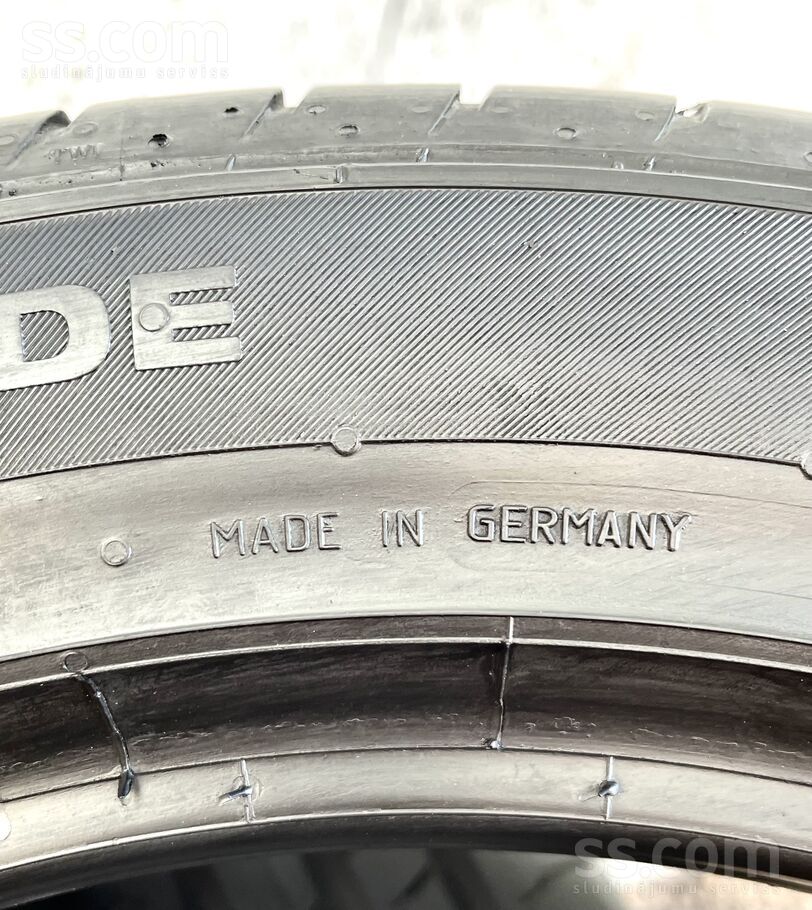 ss.com
sludinājumu serviss
TWI
DE
MADE IN GERMANY
ss.com
sludinājumu serviss